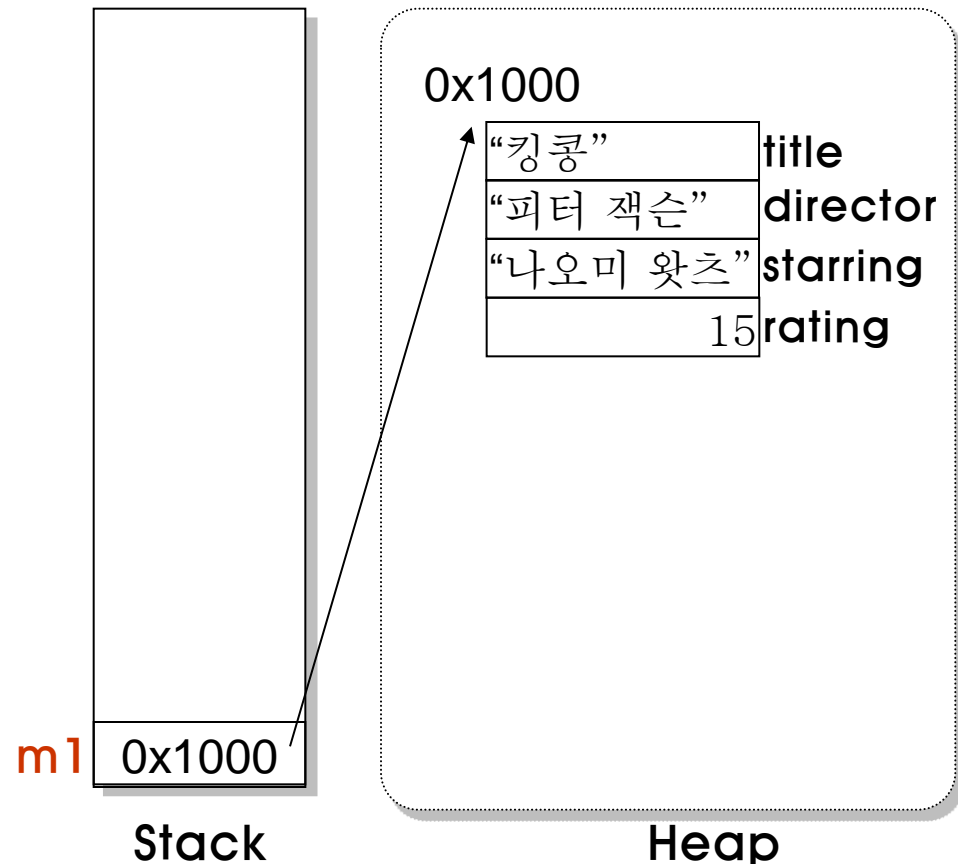 0x1000
“킹콩” title
“피터 잭슨” director
“나오미 왓츠” starring
15 rating
m1 0x1000
Stack Heap